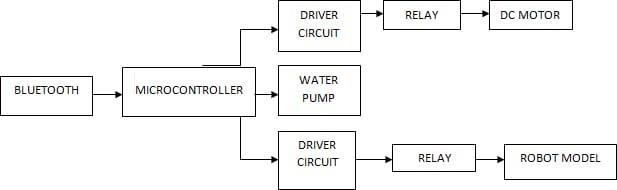 DRIVER
CIRCUIT
RELAY
DC MOTOR
BLUETOOTH
MICROCONTROLLER
WATER
PUMP
DRIVER
CIRCUIT
RELAY
ROBOT MODEL